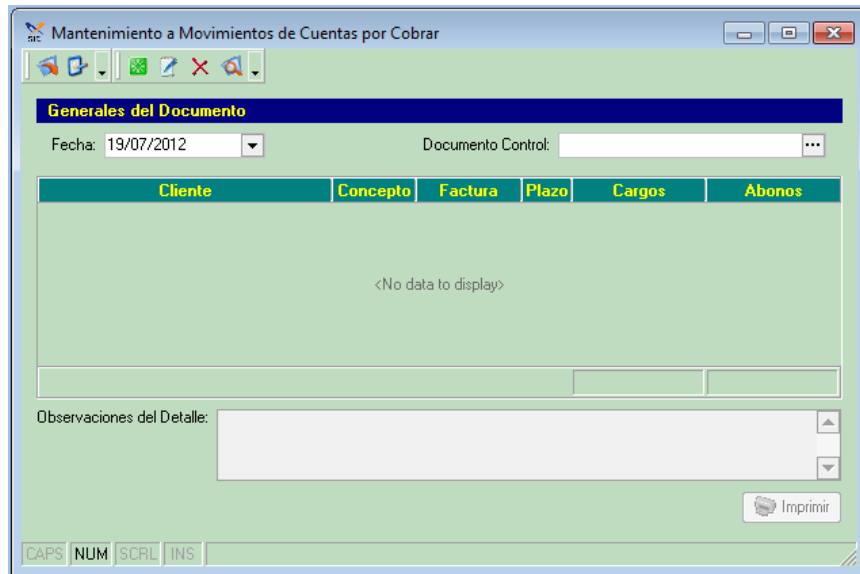 Mantenimiento a Movimientos de Cuentas por Cobrar
Generales del Documento
Fecha: 19/07/2012 Documento Control: ...
Cliente Concepto Factura Plazo Cargos Abonos
<No data to display>
Observaciones del Detalle:
Imprimir
CAPS NUM SCRL INS